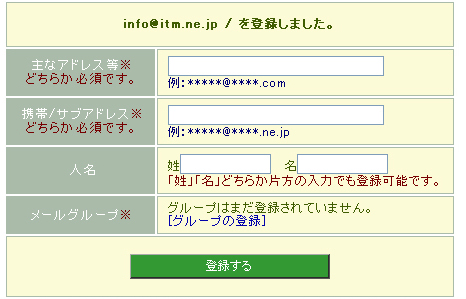 info@itm.ne.jp / を登録しました。
主なアドレス等※
どちらか必須です。
例：*****@****.com
携帯/サブアドレス※
どちらか必須です。
例：*****@****.ne.jp
人名
姓 名
「姓」「名」どちらか片方の入力でも登録可能です。
メールグループ※
グループはまだ登録されていません。
[グループの登録]
登録する